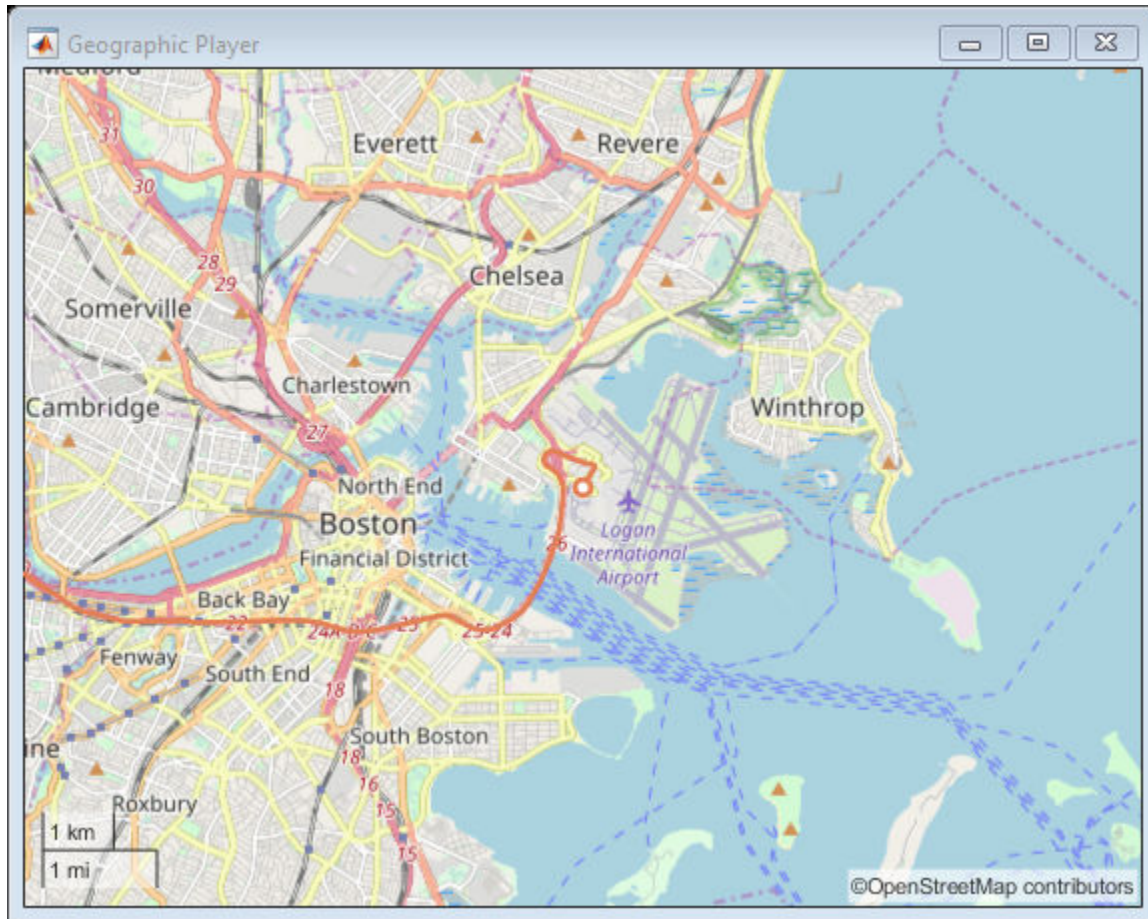 Geographic Player
Medford
31
Everett
Revere
30
28
Chelsea
29
Somerville
Charlestown
Cambridge
Winthrop
27
North End
Boston
Logan
International
Airport
26
Financial District
Back Bay
22
24A-B-C
23
25-24
Fenway
South End
18
South Boston
ine
18
16
Roxbury
15
1 km
15
1 mi
©OpenStreetMap contributors